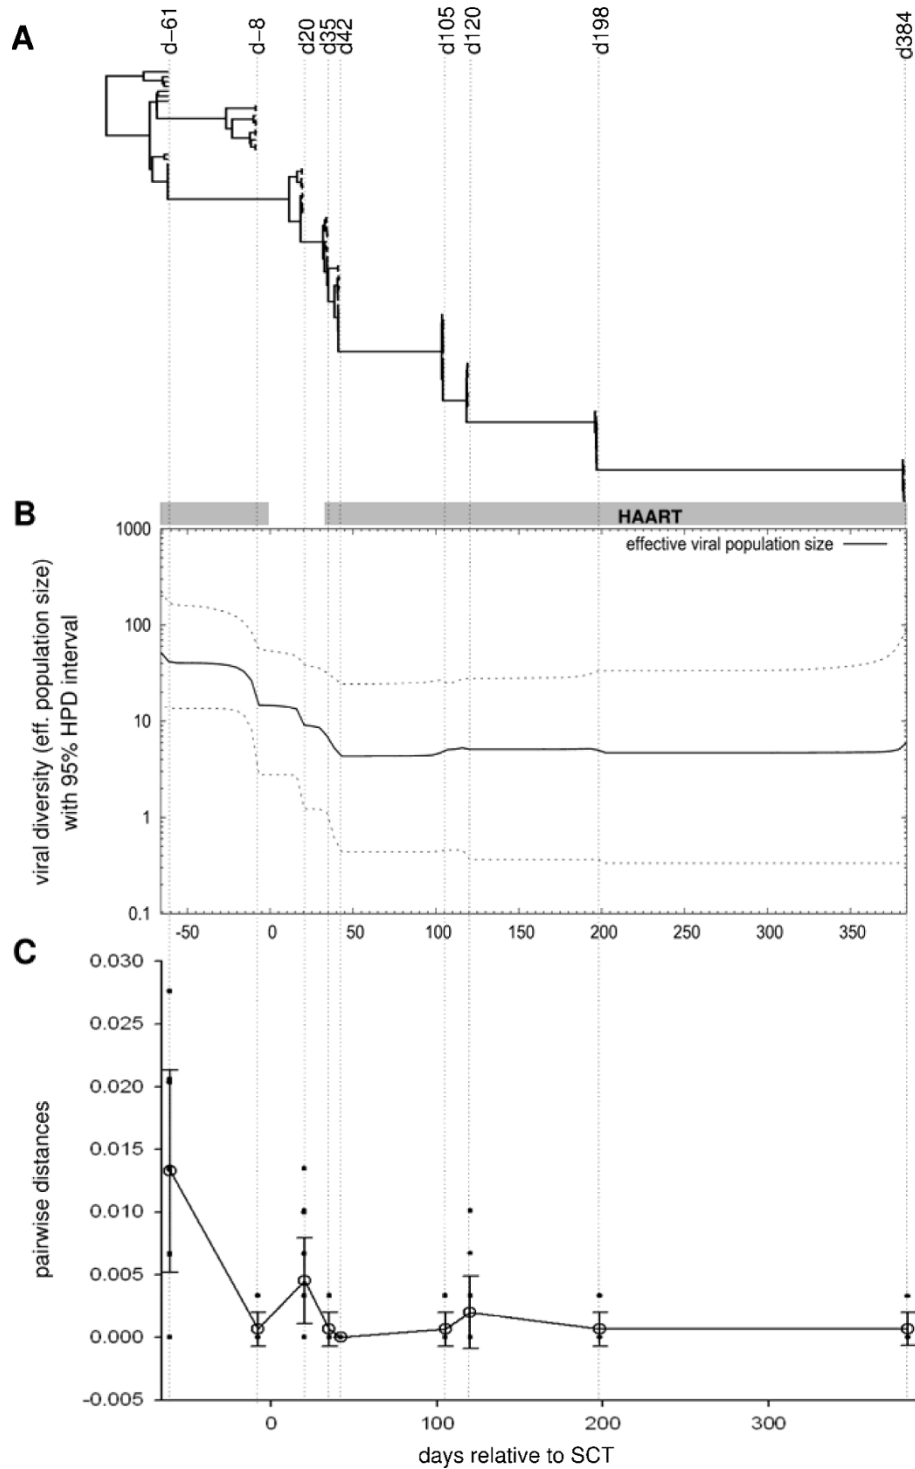 A
d-61
d-8
d20
d35
d42
d105
d120
d198
d384
B
HAART
effective viral population size
viral diversity (eff. population size)
with 95% HPD interval
1000
100
10
1
0.1
-50 0 50 100 150 200 250 300 350
C
pairwise distances
0.030
0.025
0.020
0.015
0.010
0.005
0.000
-0.005
0 100 200 300
days relative to SCT